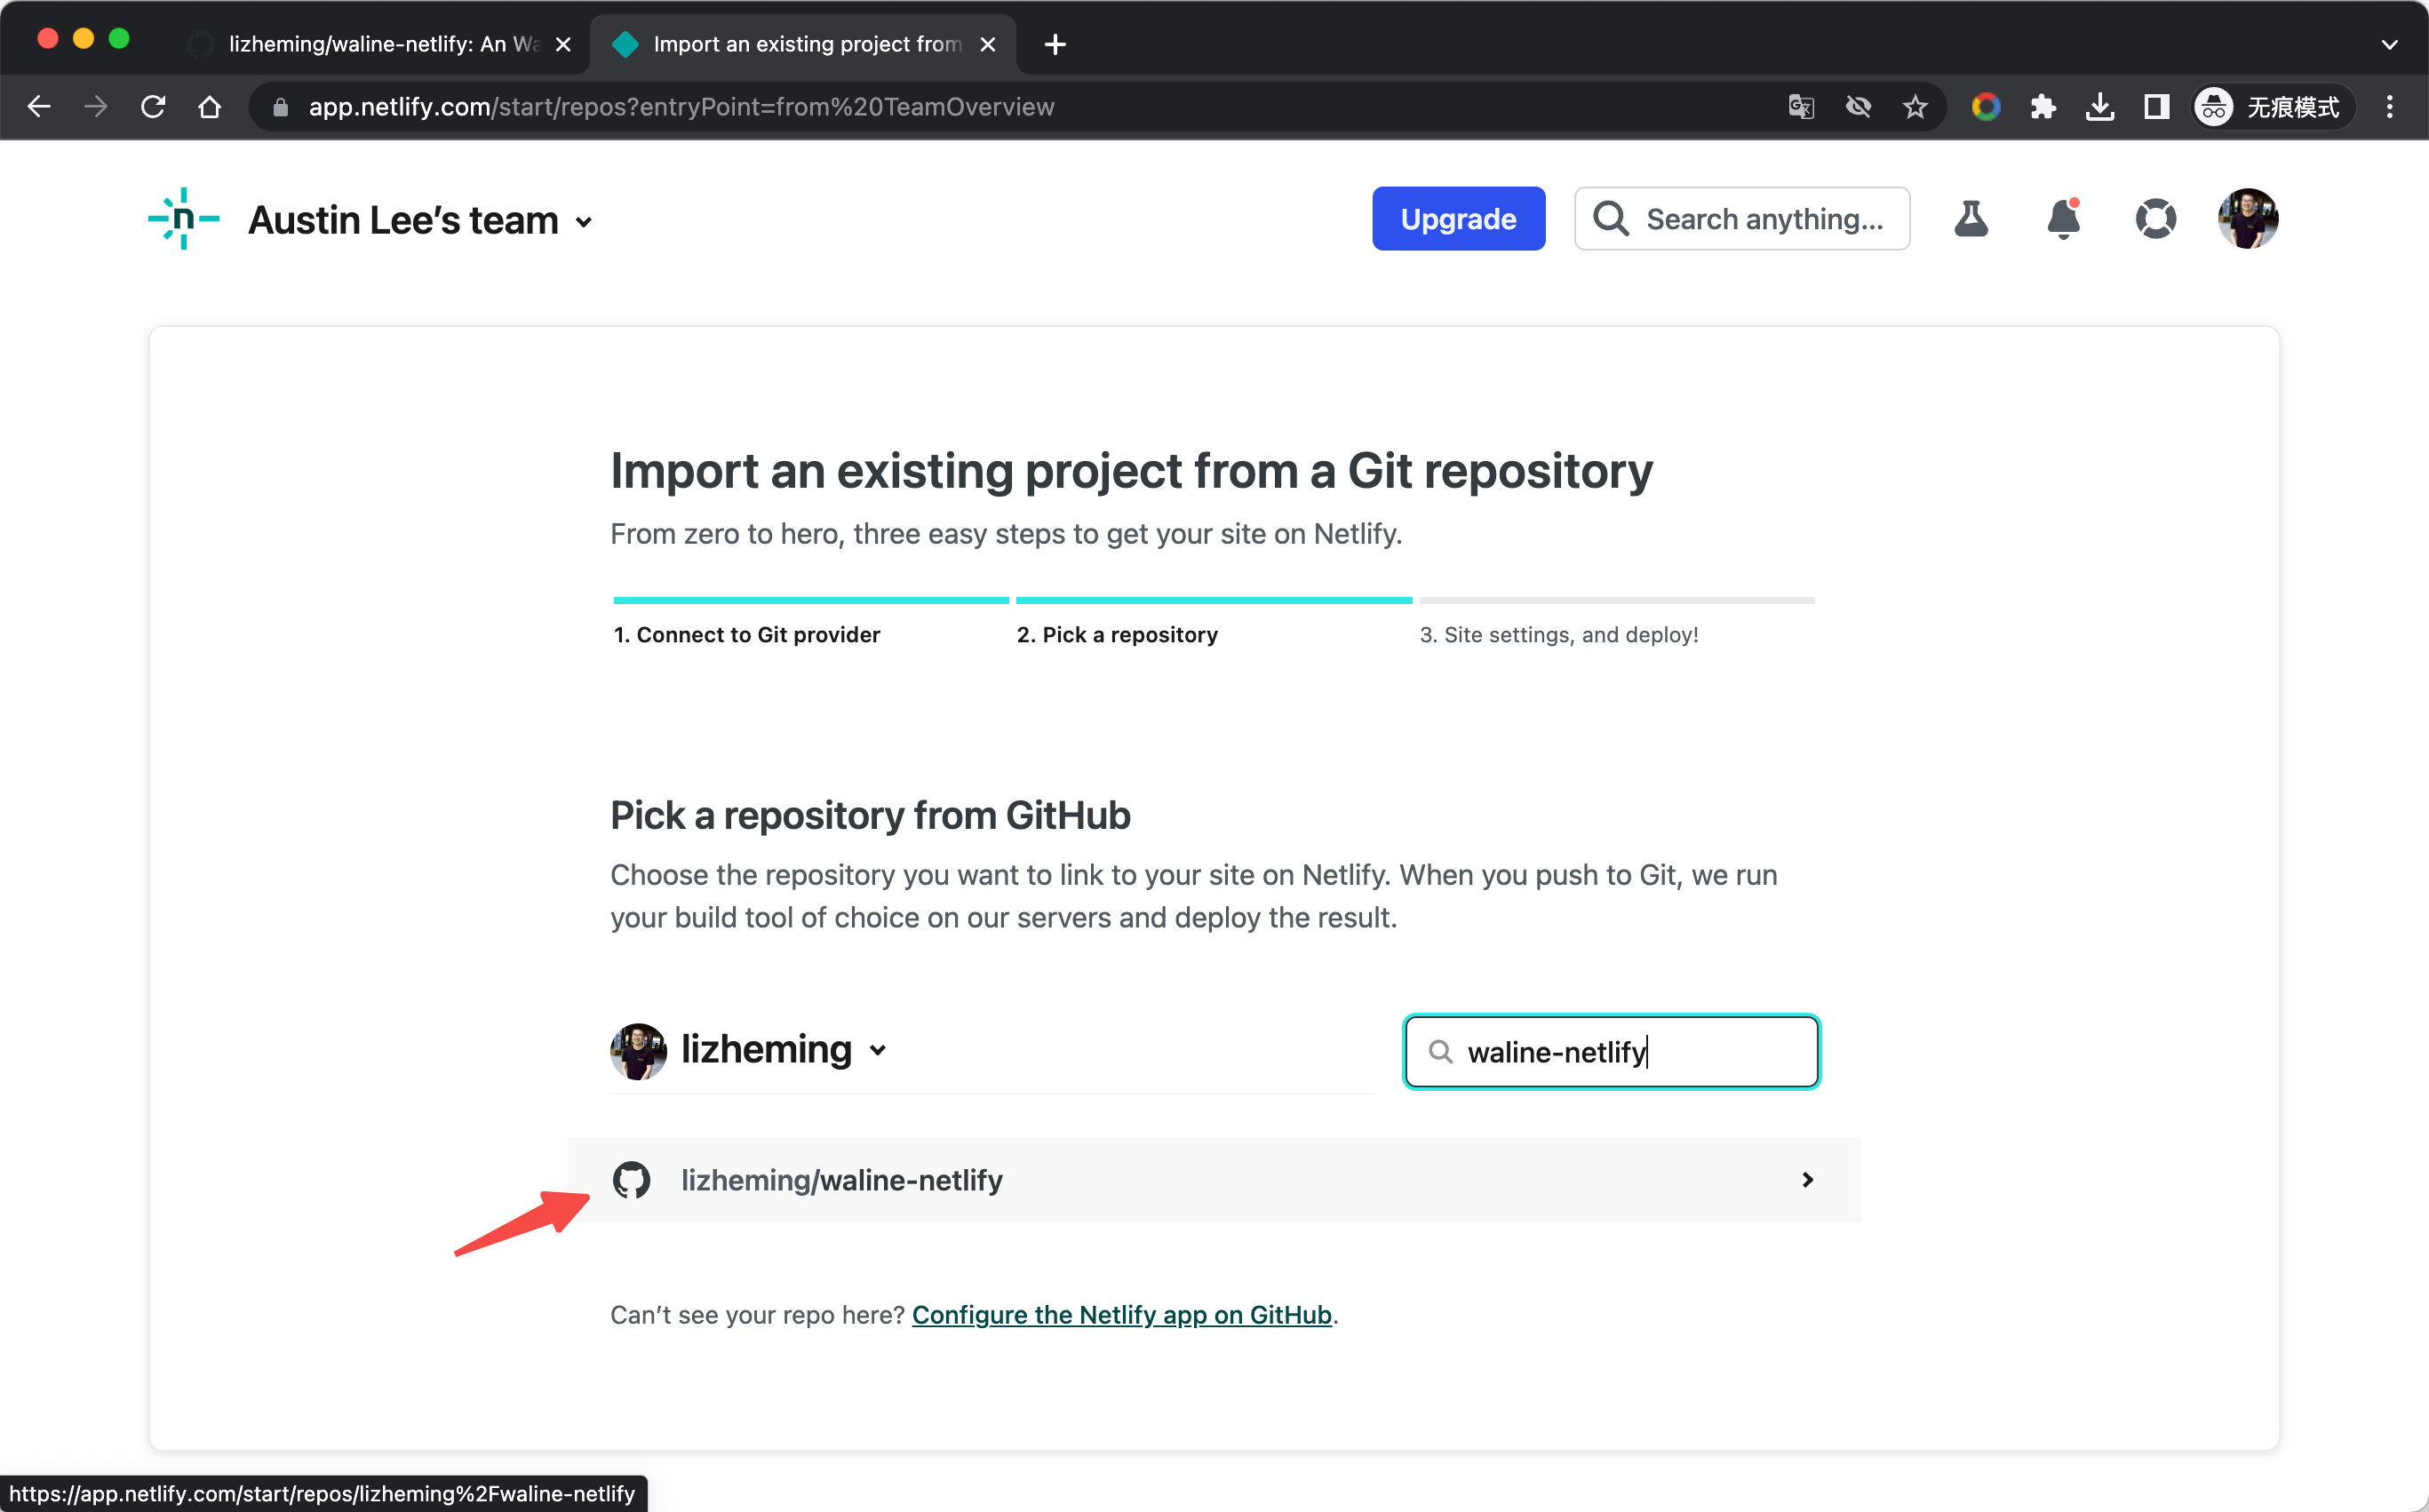 lizheming/waline-netlify: An Wa
Import an existing project from
app.netlify.com/start/repos?entryPoint=from%20TeamOverview
无痕模式
n
Austin Lee’s team
Upgrade
Search anything...
Import an existing project from a Git repository
From zero to hero, three easy steps to get your site on Netlify.
1. Connect to Git provider
2. Pick a repository
3. Site settings, and deploy!
Pick a repository from GitHub
Choose the repository you want to link to your site on Netlify. When you push to Git, we run
your build tool of choice on our servers and deploy the result.
lizheming
waline-netlify
lizheming/waline-netlify
Can’t see your repo here? Configure the Netlify app on GitHub.
https://app.netlify.com/start/repos/lizheming%2Fwaline-netlify